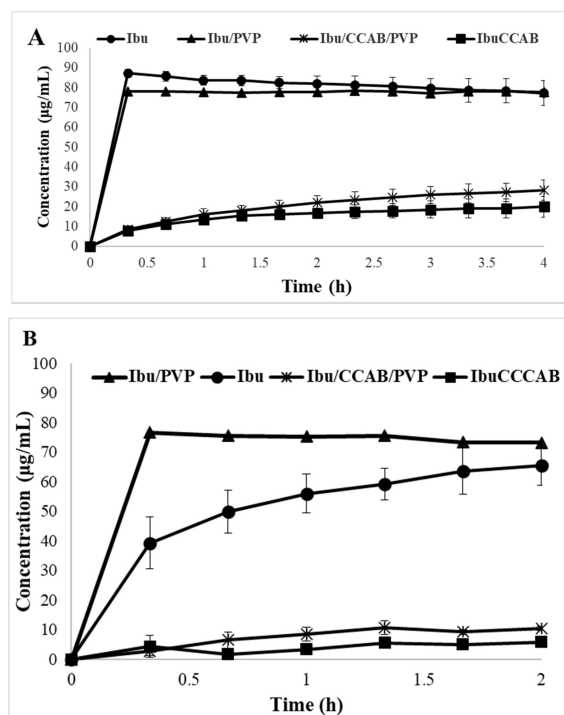 A
Ibu Ibu/PVP Ibu/CCAB/PVP IbuCCAB
Concentration (µg/mL)
100
90
80
70
60
50
40
30
20
10
0
0 0.5 1 1.5 2 2.5 3 3.5 4
Time (h)
B
Ibu/PVP Ibu Ibu/CCAB/PVP IbuCCCAB
Concentration (µg/mL)
100
90
80
70
60
50
40
30
20
10
0
0 0.5 1 1.5 2
Time (h)